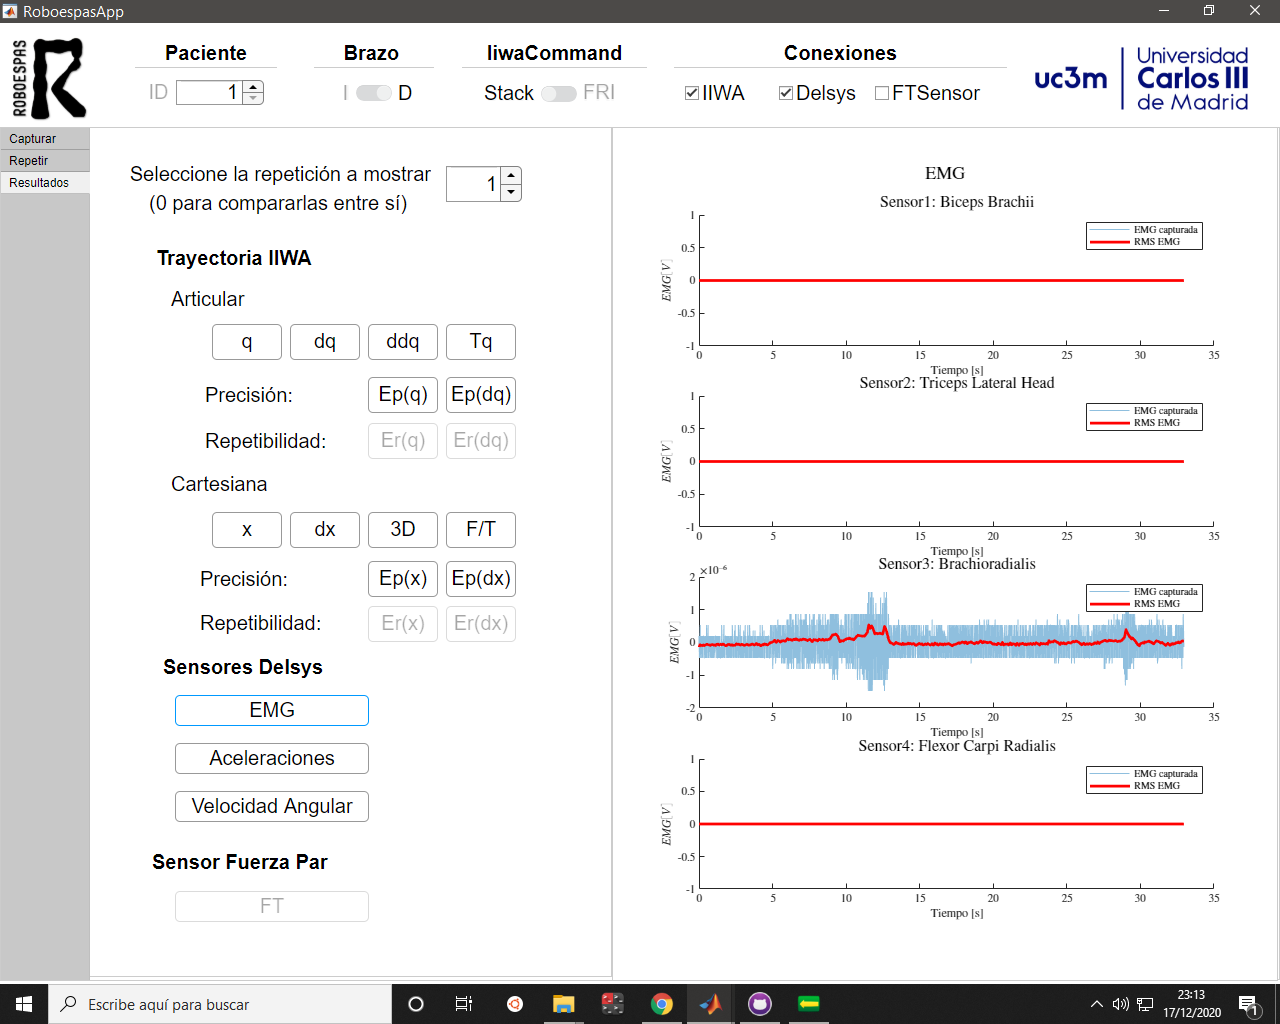 RoboespasApp
ROBOESPAS
Paciente
Brazo
IiwaCommand
Conexiones
ID 1
I D
Stack FRI
IIWA
Delsys
FTSensor
uc3m
Universidad
Carlos III
de Madrid
Capturar
Repetir
Resultados
Seleccione la repetición a mostrar
(0 para compararlas entre sí)
1
Trayectoria IIWA
Articular
q dq ddq Tq
Precisión: Ep(q) Ep(dq)
Repetibilidad: Er(q) Er(dq)
Cartesiana
x dx 3D F/T
Precisión: Ep(x) Ep(dx)
Repetibilidad: Er(x) Er(dx)
Sensores Delsys
EMG
Aceleraciones
Velocidad Angular
Sensor Fuerza Par
FT
EMG
Sensor1: Biceps Brachii
1
0.5
0
-0.5
-1
EMG[V]
EMG capturada
RMS EMG
0 5 10 15 20 25 30 35
Tiempo [s]
Sensor2: Triceps Lateral Head
1
0.5
0
-0.5
-1
EMG[V]
EMG capturada
RMS EMG
0 5 10 15 20 25 30 35
Tiempo [s]
Sensor3: Brachioradialis
×10⁻⁶
2
1
0
-1
-2
EMG[V]
EMG capturada
RMS EMG
0 5 10 15 20 25 30 35
Tiempo [s]
Sensor4: Flexor Carpi Radialis
1
0.5
0
-0.5
-1
EMG[V]
EMG capturada
RMS EMG
0 5 10 15 20 25 30 35
Tiempo [s]
Escribe aquí para buscar
23:13
17/12/2020
1